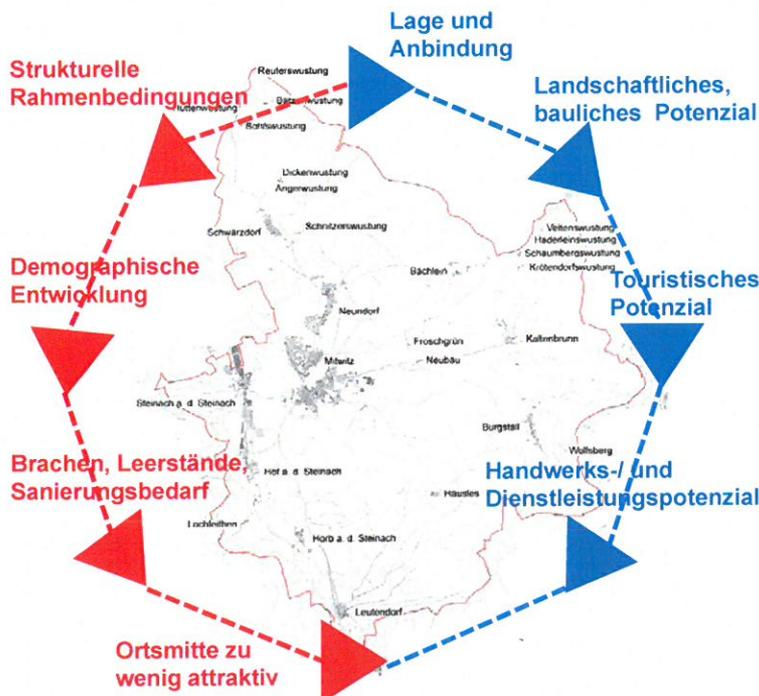 Lage und
Anbindung
Strukturelle
Rahmenbedingungen
Landschaftliches,
bauliches Potenzial
Reuterswustung
Schlswustung
Dickenwustung
Angerwustung
Schnitzerswustung
Schwarzdorf
Veitenswustung
Haderleinswustung
Schaumbergswustung
Krötendorfswustung
Bächlein
Demographische
Entwicklung
Touristisches
Potenzial
Neundorf
Froschgrün
Kaltenbrunn
Mitwitz
Neubau
Steinach a. d. Steinach
Burgstall
Wolfsberg
Brachen, Leerstände,
Sanierungsbedarf
Hof a. d. Steinach
Handwerks-/ und
Dienstleistungspotenzial
Häusles
Lochleithen
Horb a. d. Steinach
Leutendorf
Ortsmitte zu
wenig attraktiv